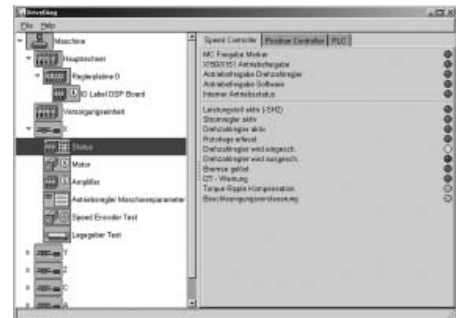 DriveDiag
File Help
Maschine
Hauptrechner
Reglerplatine 0
ID Label DSP Board
Versorgungseinheit
X
Status
Motor
Amplifier
Antriebsregler Maschinenparameter
Speed Encoder Test
Lagegeber Test
Y
Z
C
A
Speed Controller Position Controller PLC
MC Freigabe Merker
X150/X151 Antriebsfreigabe
Antriebsfreigabe Drehzahlregler
Antriebsfreigabe Software
Interner Antriebsstatus
Leistungsteil aktiv (-SH2)
Stromregler aktiv
Drehzahlregler aktiv
Rotorlage erfasst
Drehzahlregler wird eingesch.
Drehzahlregler wird ausgesch.
Bremse gelöst
I2T - Warnung
Torque Ripple Kompensation
Beschleunigungsvorsteuerung